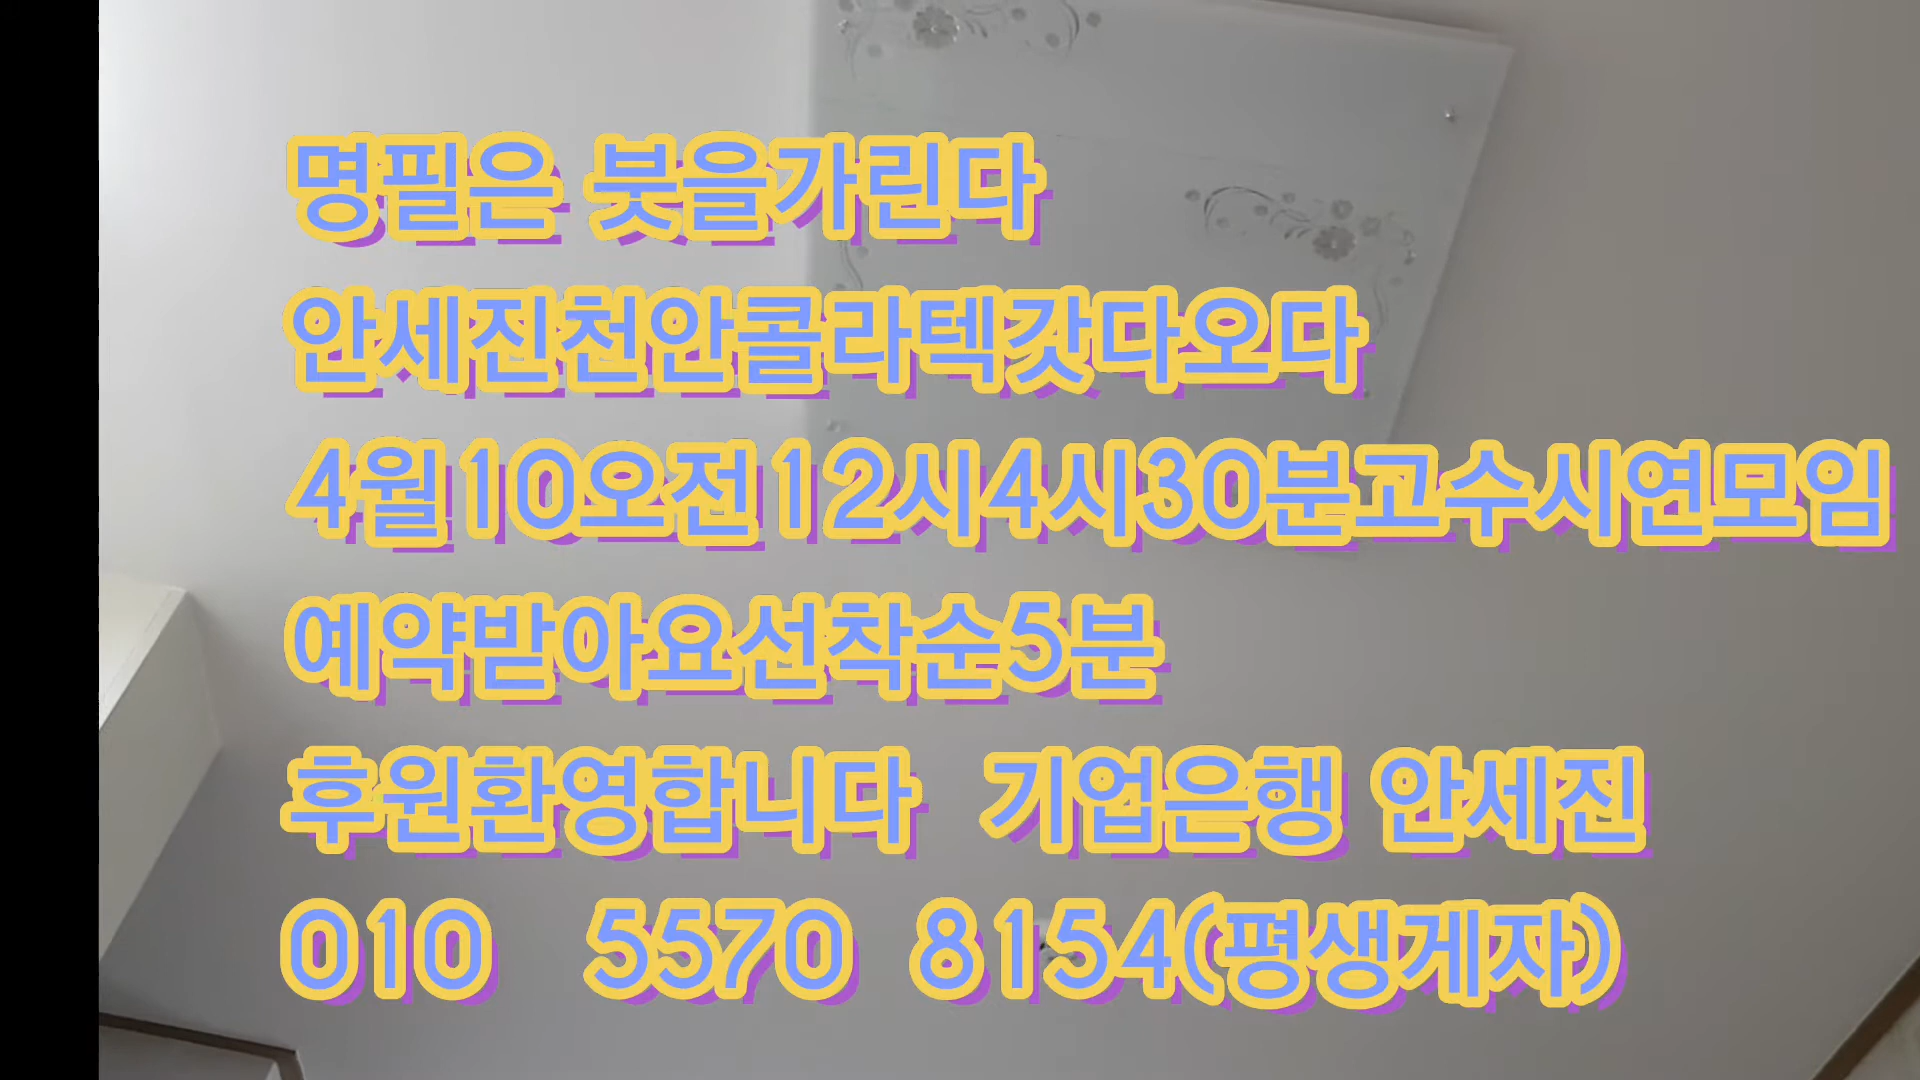 명필은 붓을가린다
안세진천안콜라텍갓다오다
4월10오전12시4시30분고수시연모임
예약받아요선착순5분
후원환영합니다 기업은행 안세진
010 5570 8154(평생게자)